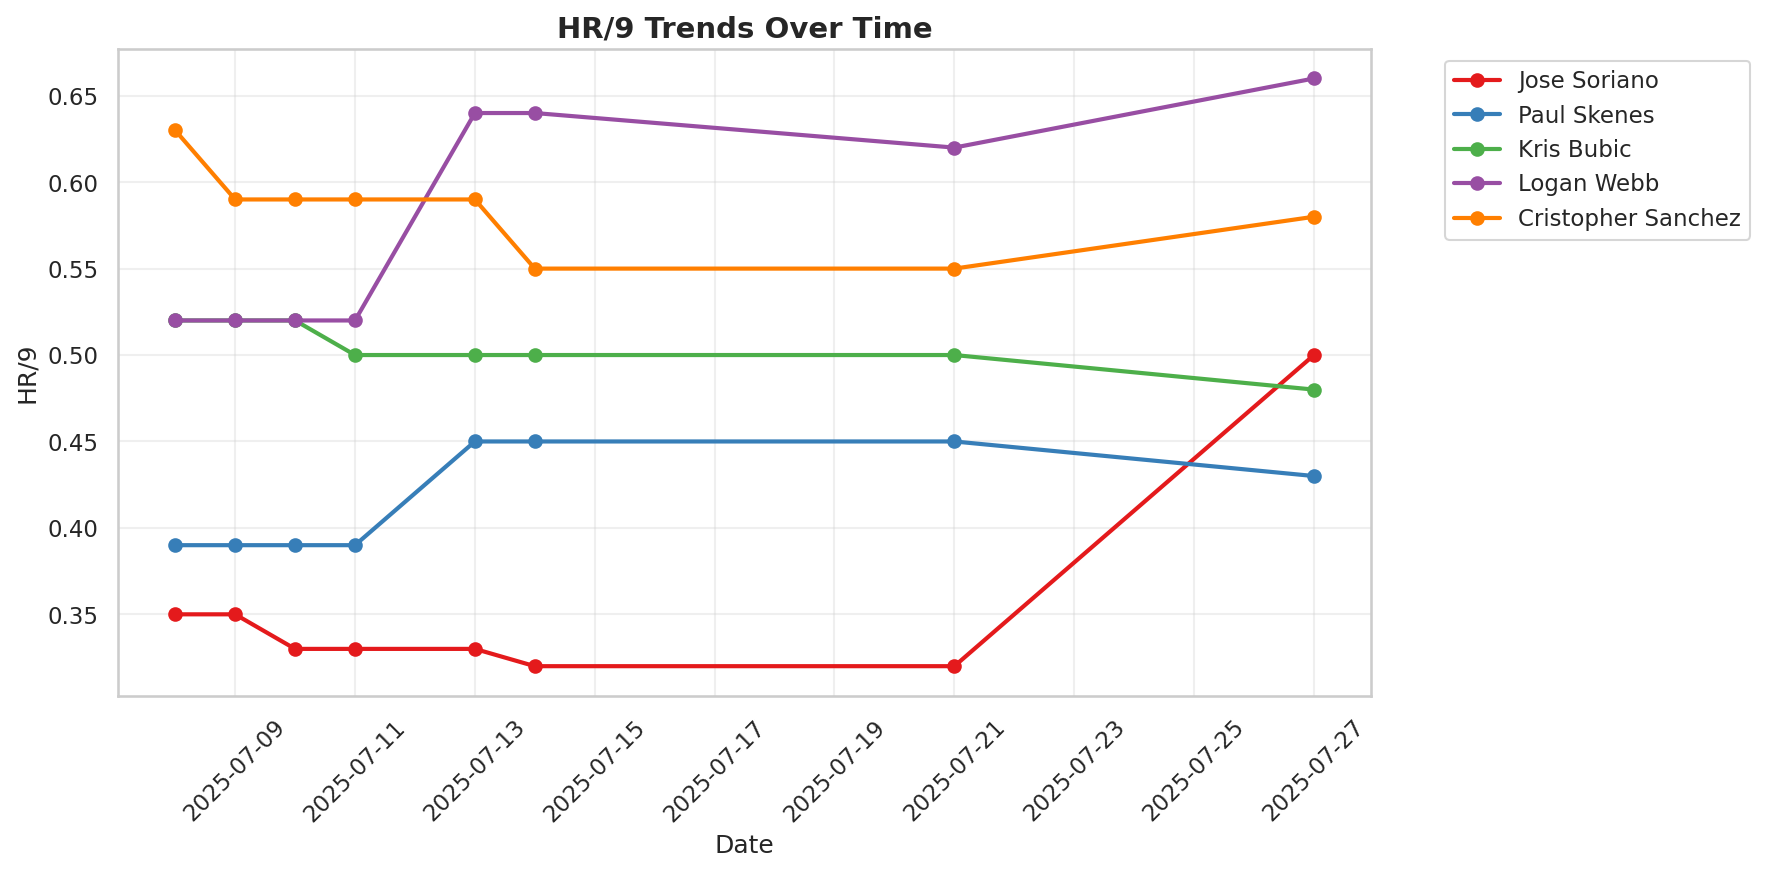 HR/9 Trends Over Time
Jose Soriano
Paul Skenes
Kris Bubic
Logan Webb
Cristopher Sanchez
HR/9
0.65
0.60
0.55
0.50
0.45
0.40
0.35
2025-07-09
2025-07-11
2025-07-13
2025-07-15
2025-07-17
2025-07-19
2025-07-21
2025-07-23
2025-07-25
2025-07-27
Date